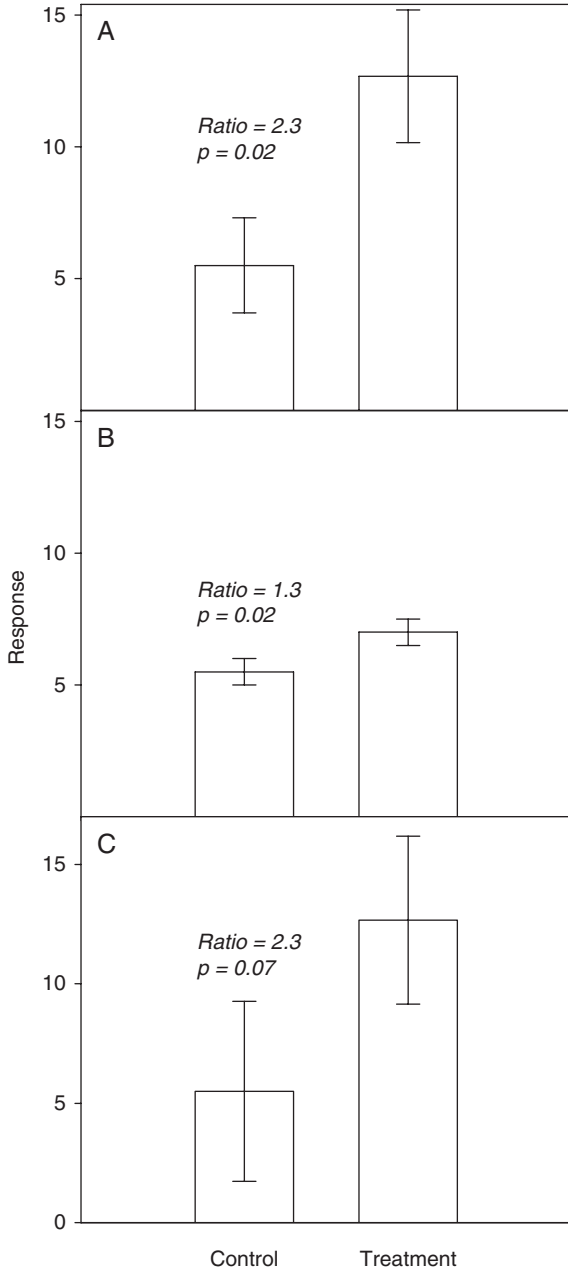 15
A
Ratio = 2.3
p = 0.02
10
5
15
B
10
Ratio = 1.3
p = 0.02
5
Response
C
15
Ratio = 2.3
p = 0.07
10
5
0
Control Treatment